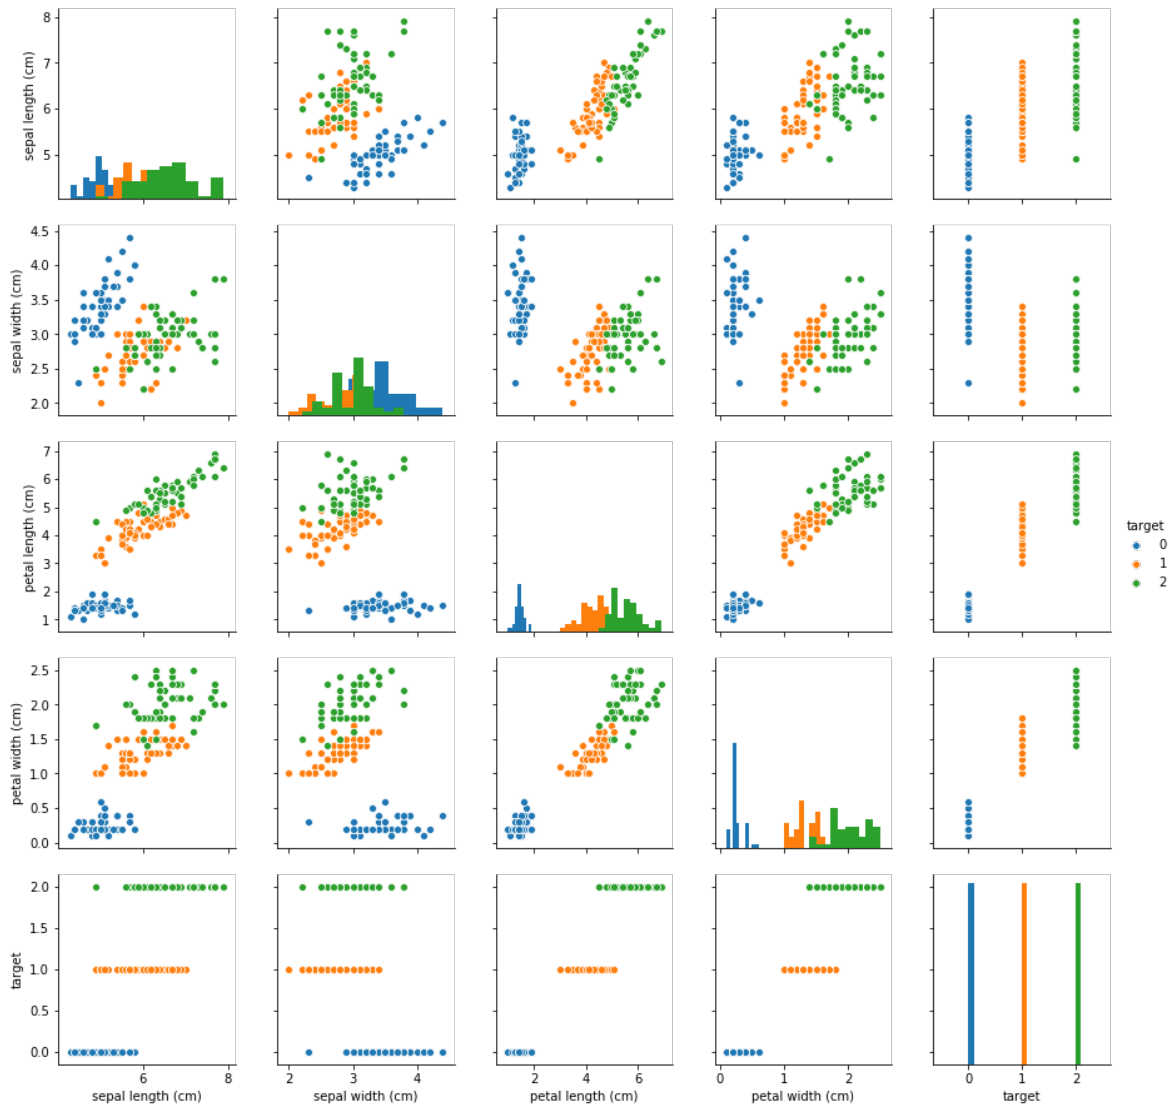 8
7
6
5
sepal length (cm)
4.5
4.0
3.5
3.0
2.5
2.0
sepal width (cm)
7
6
5
4
3
2
1
petal length (cm)
target
0
1
2
2.5
2.0
1.5
1.0
0.5
0.0
petal width (cm)
2.0
1.5
1.0
0.5
0.0
target
6 8
2 3 4
2 4 6
0 1 2
0 1 2
sepal length (cm) sepal width (cm) petal length (cm) petal width (cm) target